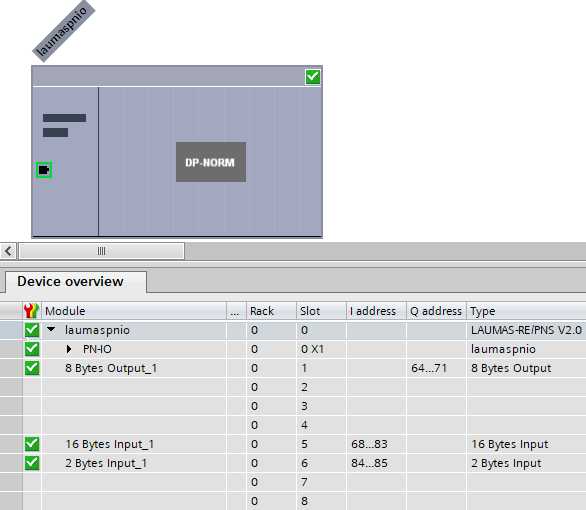 laumaspnio
DP-NORM
Device overview
Module ... Rack Slot I address Q address Type
laumaspnio 0 0 LAUMAS-RE/PNS V2.0
PN-IO 0 0 X1 laumaspnio
8 Bytes Output_1 0 1 64...71 8 Bytes Output
0 2
0 3
0 4
16 Bytes Input_1 0 5 68...83 16 Bytes Input
2 Bytes Input_1 0 6 84...85 2 Bytes Input
0 7
0 8